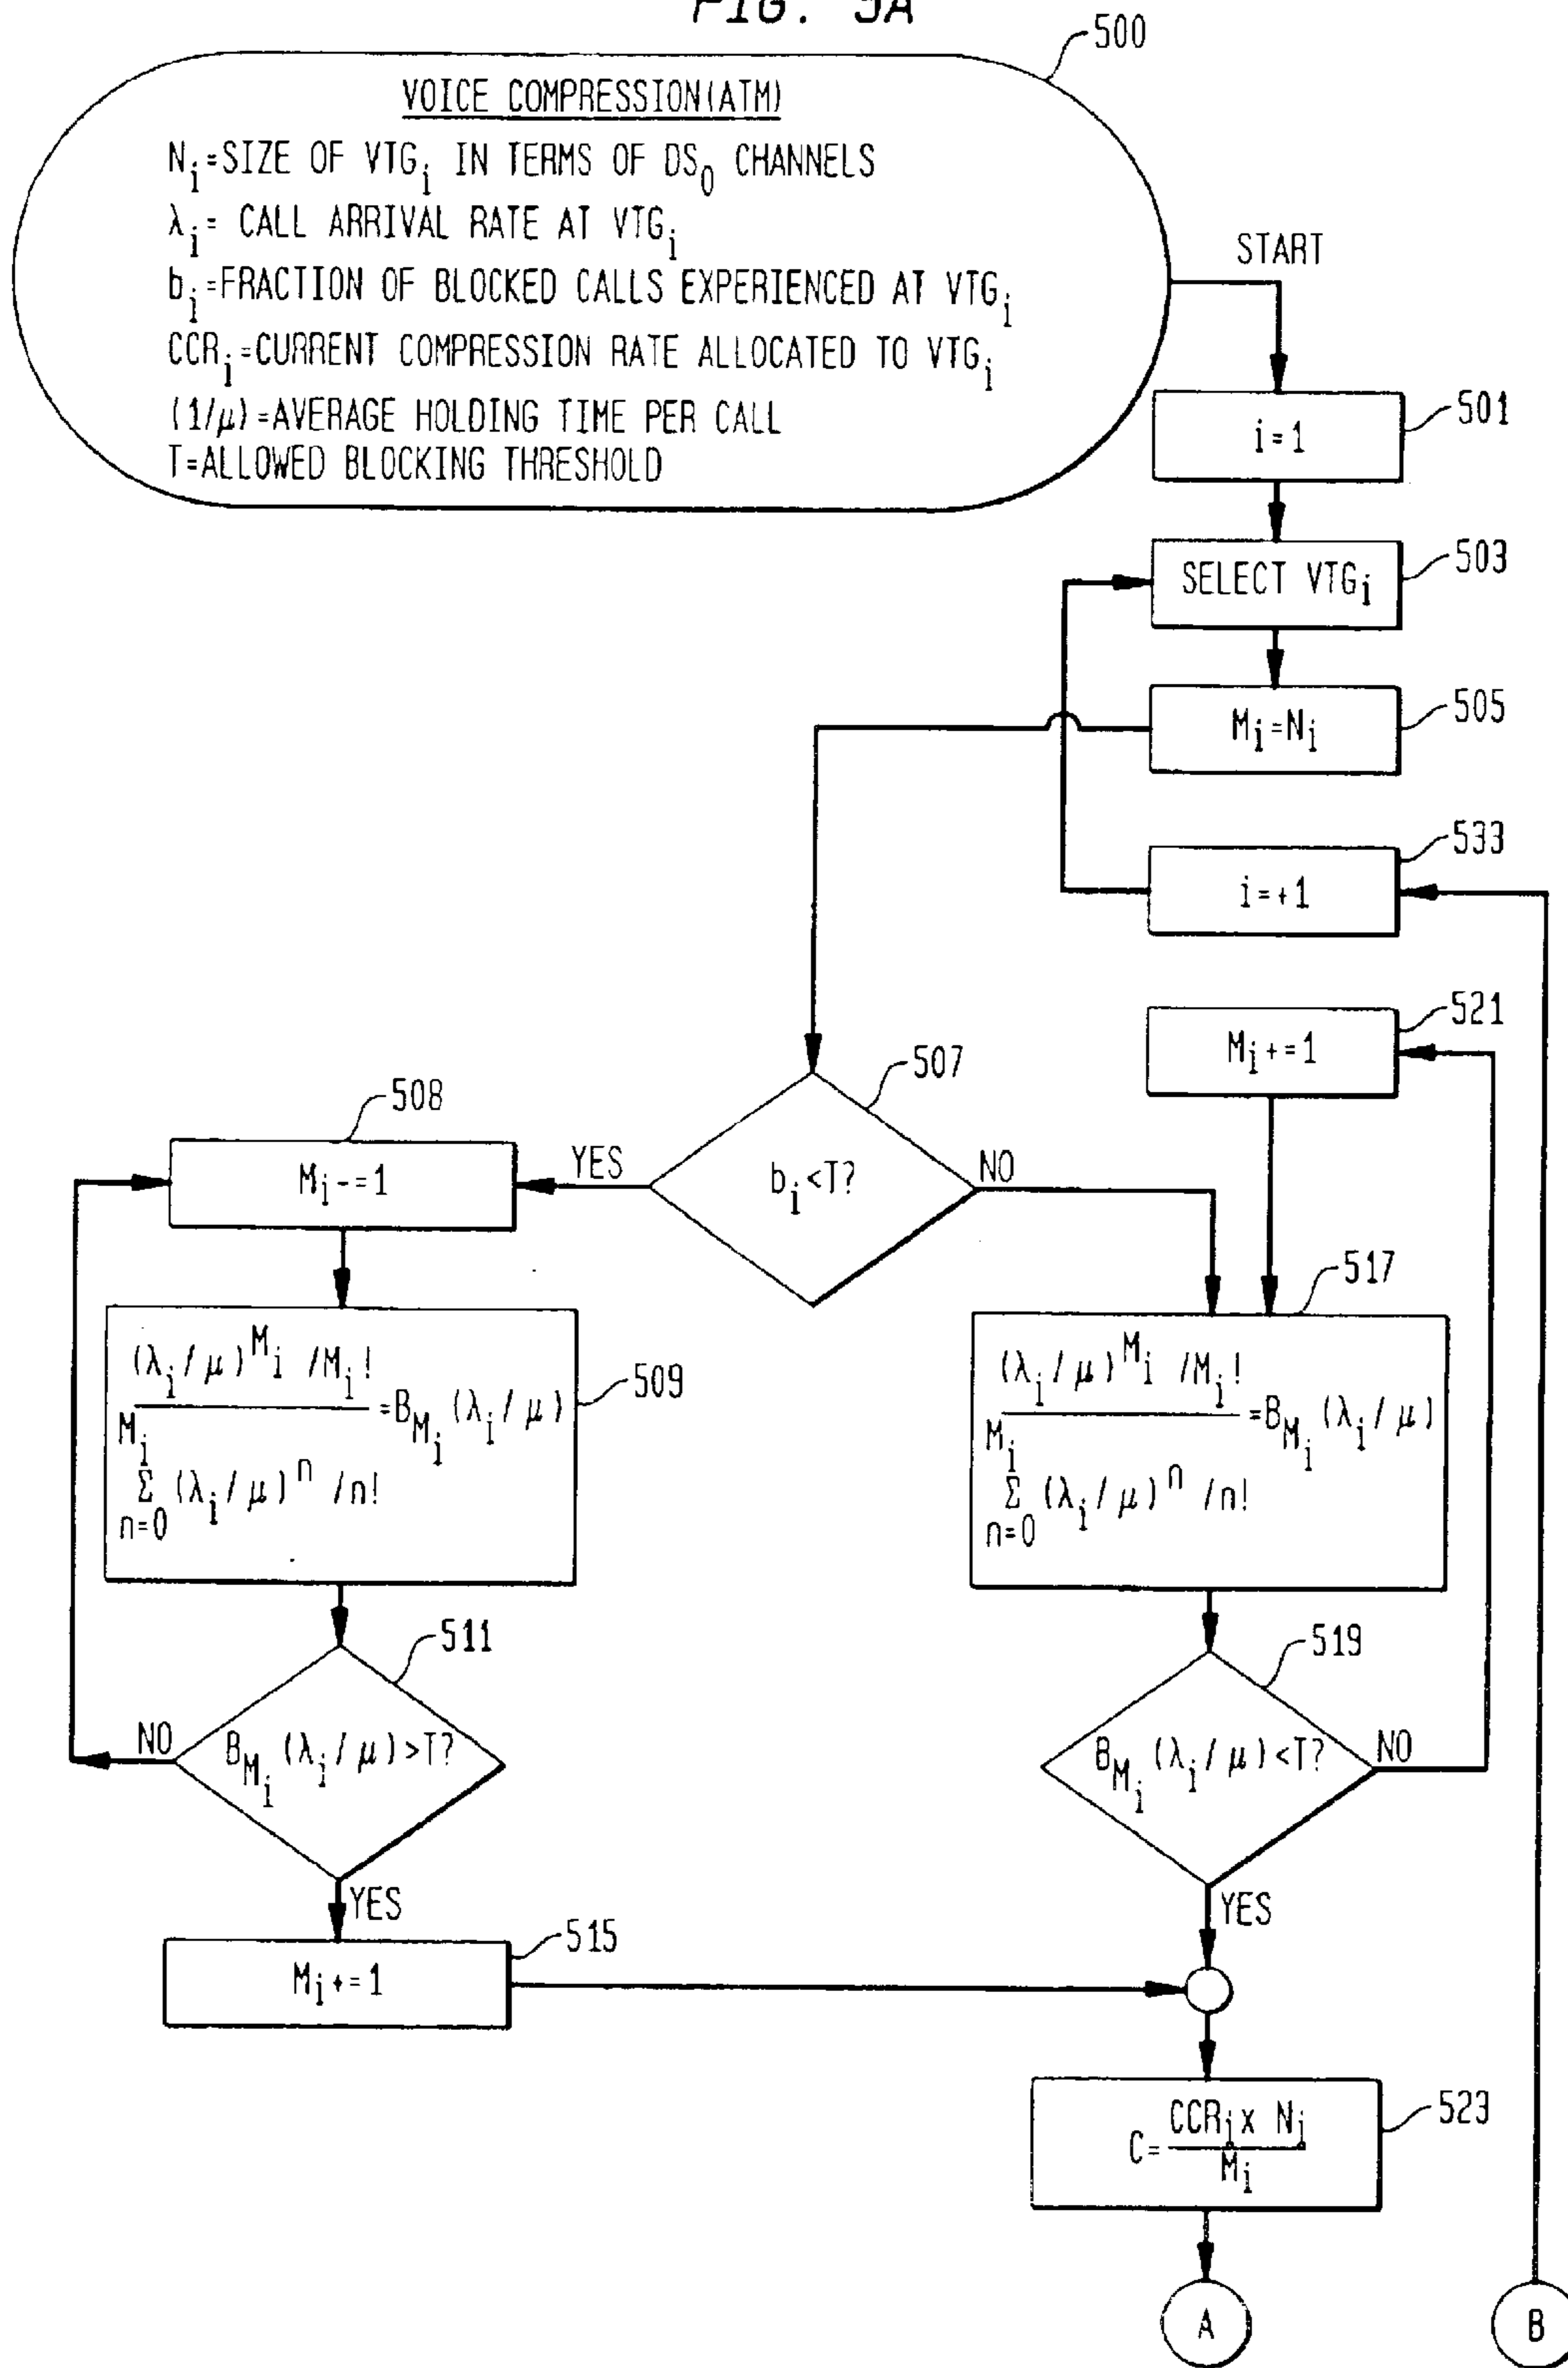 FIG. 5A
500
VOICE COMPRESSION(ATM)
Nᵢ=SIZE OF VTGᵢ IN TERMS OF DS₀ CHANNELS
λᵢ= CALL ARRIVAL RATE AT VTGᵢ
bᵢ=FRACTION OF BLOCKED CALLS EXPERIENCED AT VTGᵢ
CCRᵢ=CURRENT COMPRESSION RATE ALLOCATED TO VTGᵢ
(1/μ)=AVERAGE HOLDING TIME PER CALL
T=ALLOWED BLOCKING THRESHOLD
START
501
i=1
503
SELECT VTGᵢ
505
Mᵢ=Nᵢ
533
i=+1
521
Mᵢ+=1
507
bᵢ<T?
YES
NO
508
Mᵢ-=1
509
(λᵢ/μ)^Mᵢ /Mᵢ!
=B_Mᵢ (λᵢ/μ)
Mᵢ
Σ (λᵢ/μ)ⁿ /n!
n=0
517
(λᵢ/μ)^Mᵢ /Mᵢ!
=B_Mᵢ (λᵢ/μ)
Mᵢ
Σ (λᵢ/μ)ⁿ /n!
n=0
511
B_Mᵢ (λᵢ/μ)>T?
NO
YES
519
B_Mᵢ (λᵢ/μ)<T?
NO
YES
515
Mᵢ+=1
523
C= CCRᵢx Nᵢ
Mᵢ
A
B